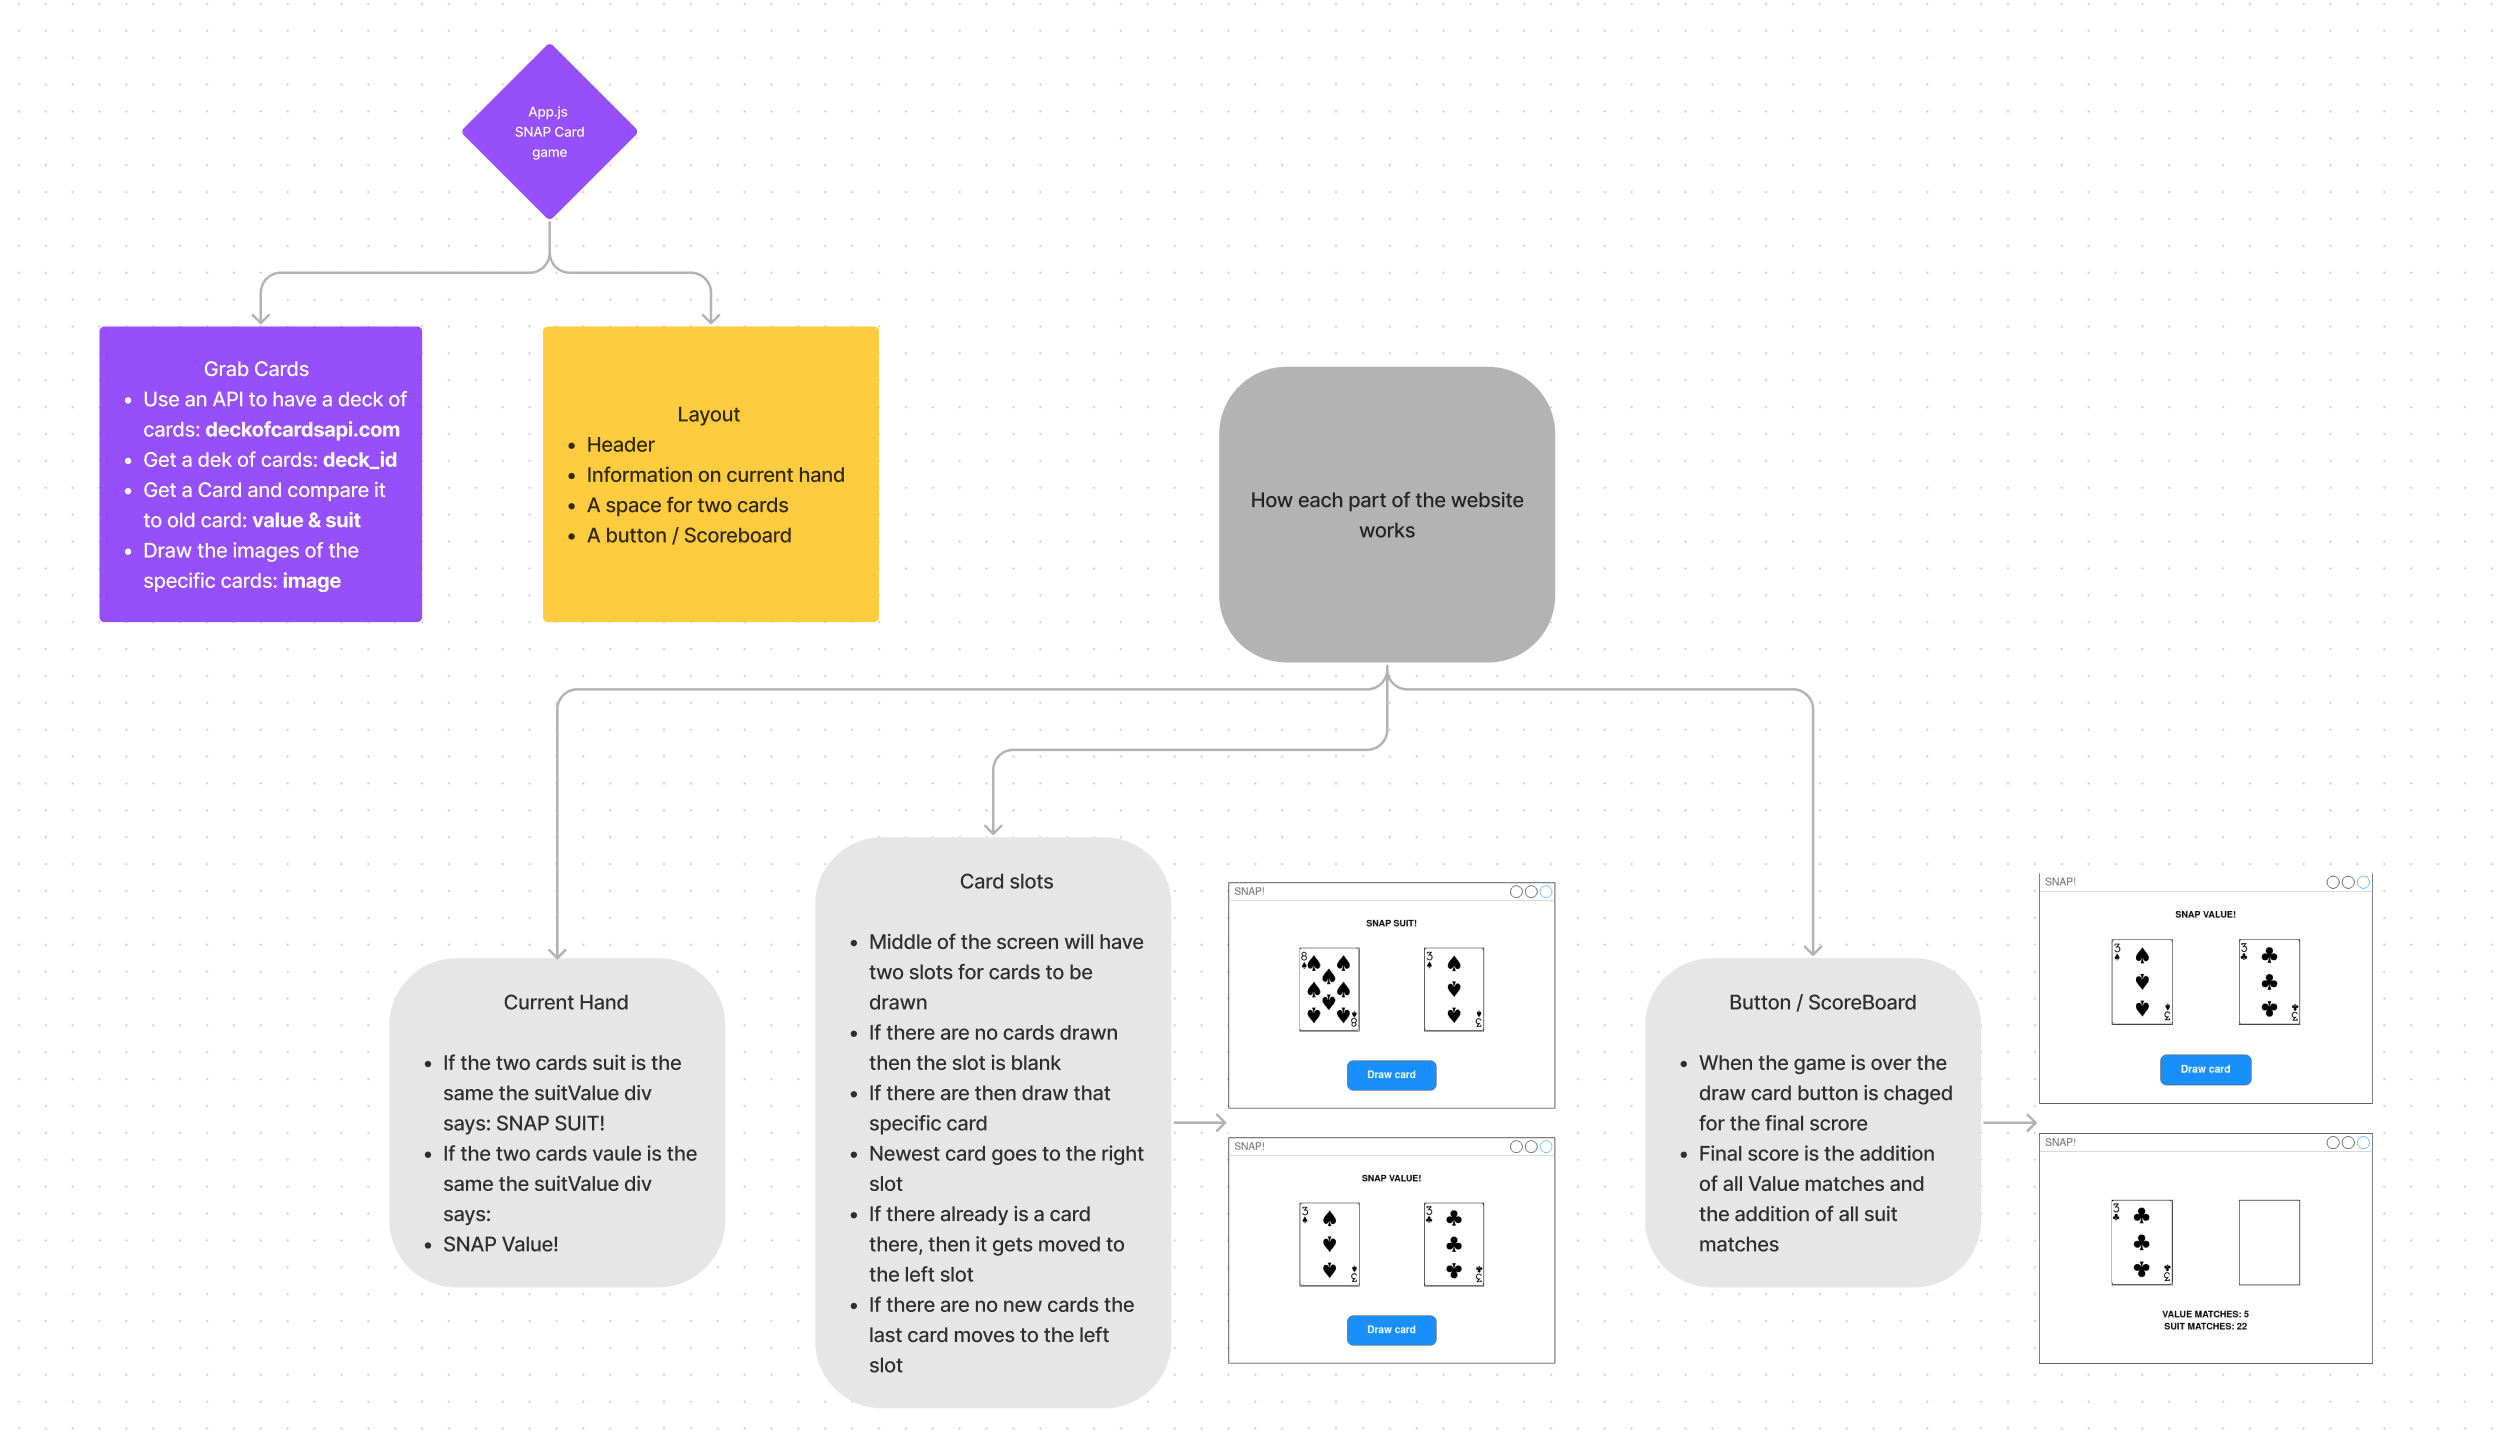 App.js
SNAP Card
game
Grab Cards
Use an API to have a deck of
cards: deckofcardsapi.com
Get a dek of cards: deck_id
Get a Card and compare it
to old card: value & suit
Draw the images of the
specific cards: image
Layout
Header
Information on current hand
A space for two cards
A button / Scoreboard
How each part of the website
works
Current Hand
If the two cards suit is the
same the suitValue div
says: SNAP SUIT!
If the two cards vaule is the
same the suitValue div
says:
SNAP Value!
Card slots
Middle of the screen will have
two slots for cards to be
drawn
If there are no cards drawn
then the slot is blank
If there are then draw that
specific card
Newest card goes to the right
slot
If there already is a card
there, then it gets moved to
the left slot
If there are no new cards the
last card moves to the left
slot
SNAP!
SNAP SUIT!
8
8
3
3
Draw card
SNAP!
SNAP VALUE!
3
3
3
3
Draw card
Button / ScoreBoard
When the game is over the
draw card button is chaged
for the final scrore
Final score is the addition
of all Value matches and
the addition of all suit
matches
SNAP!
SNAP VALUE!
3
3
3
3
Draw card
SNAP!
3
3
VALUE MATCHES: 5
SUIT MATCHES: 22